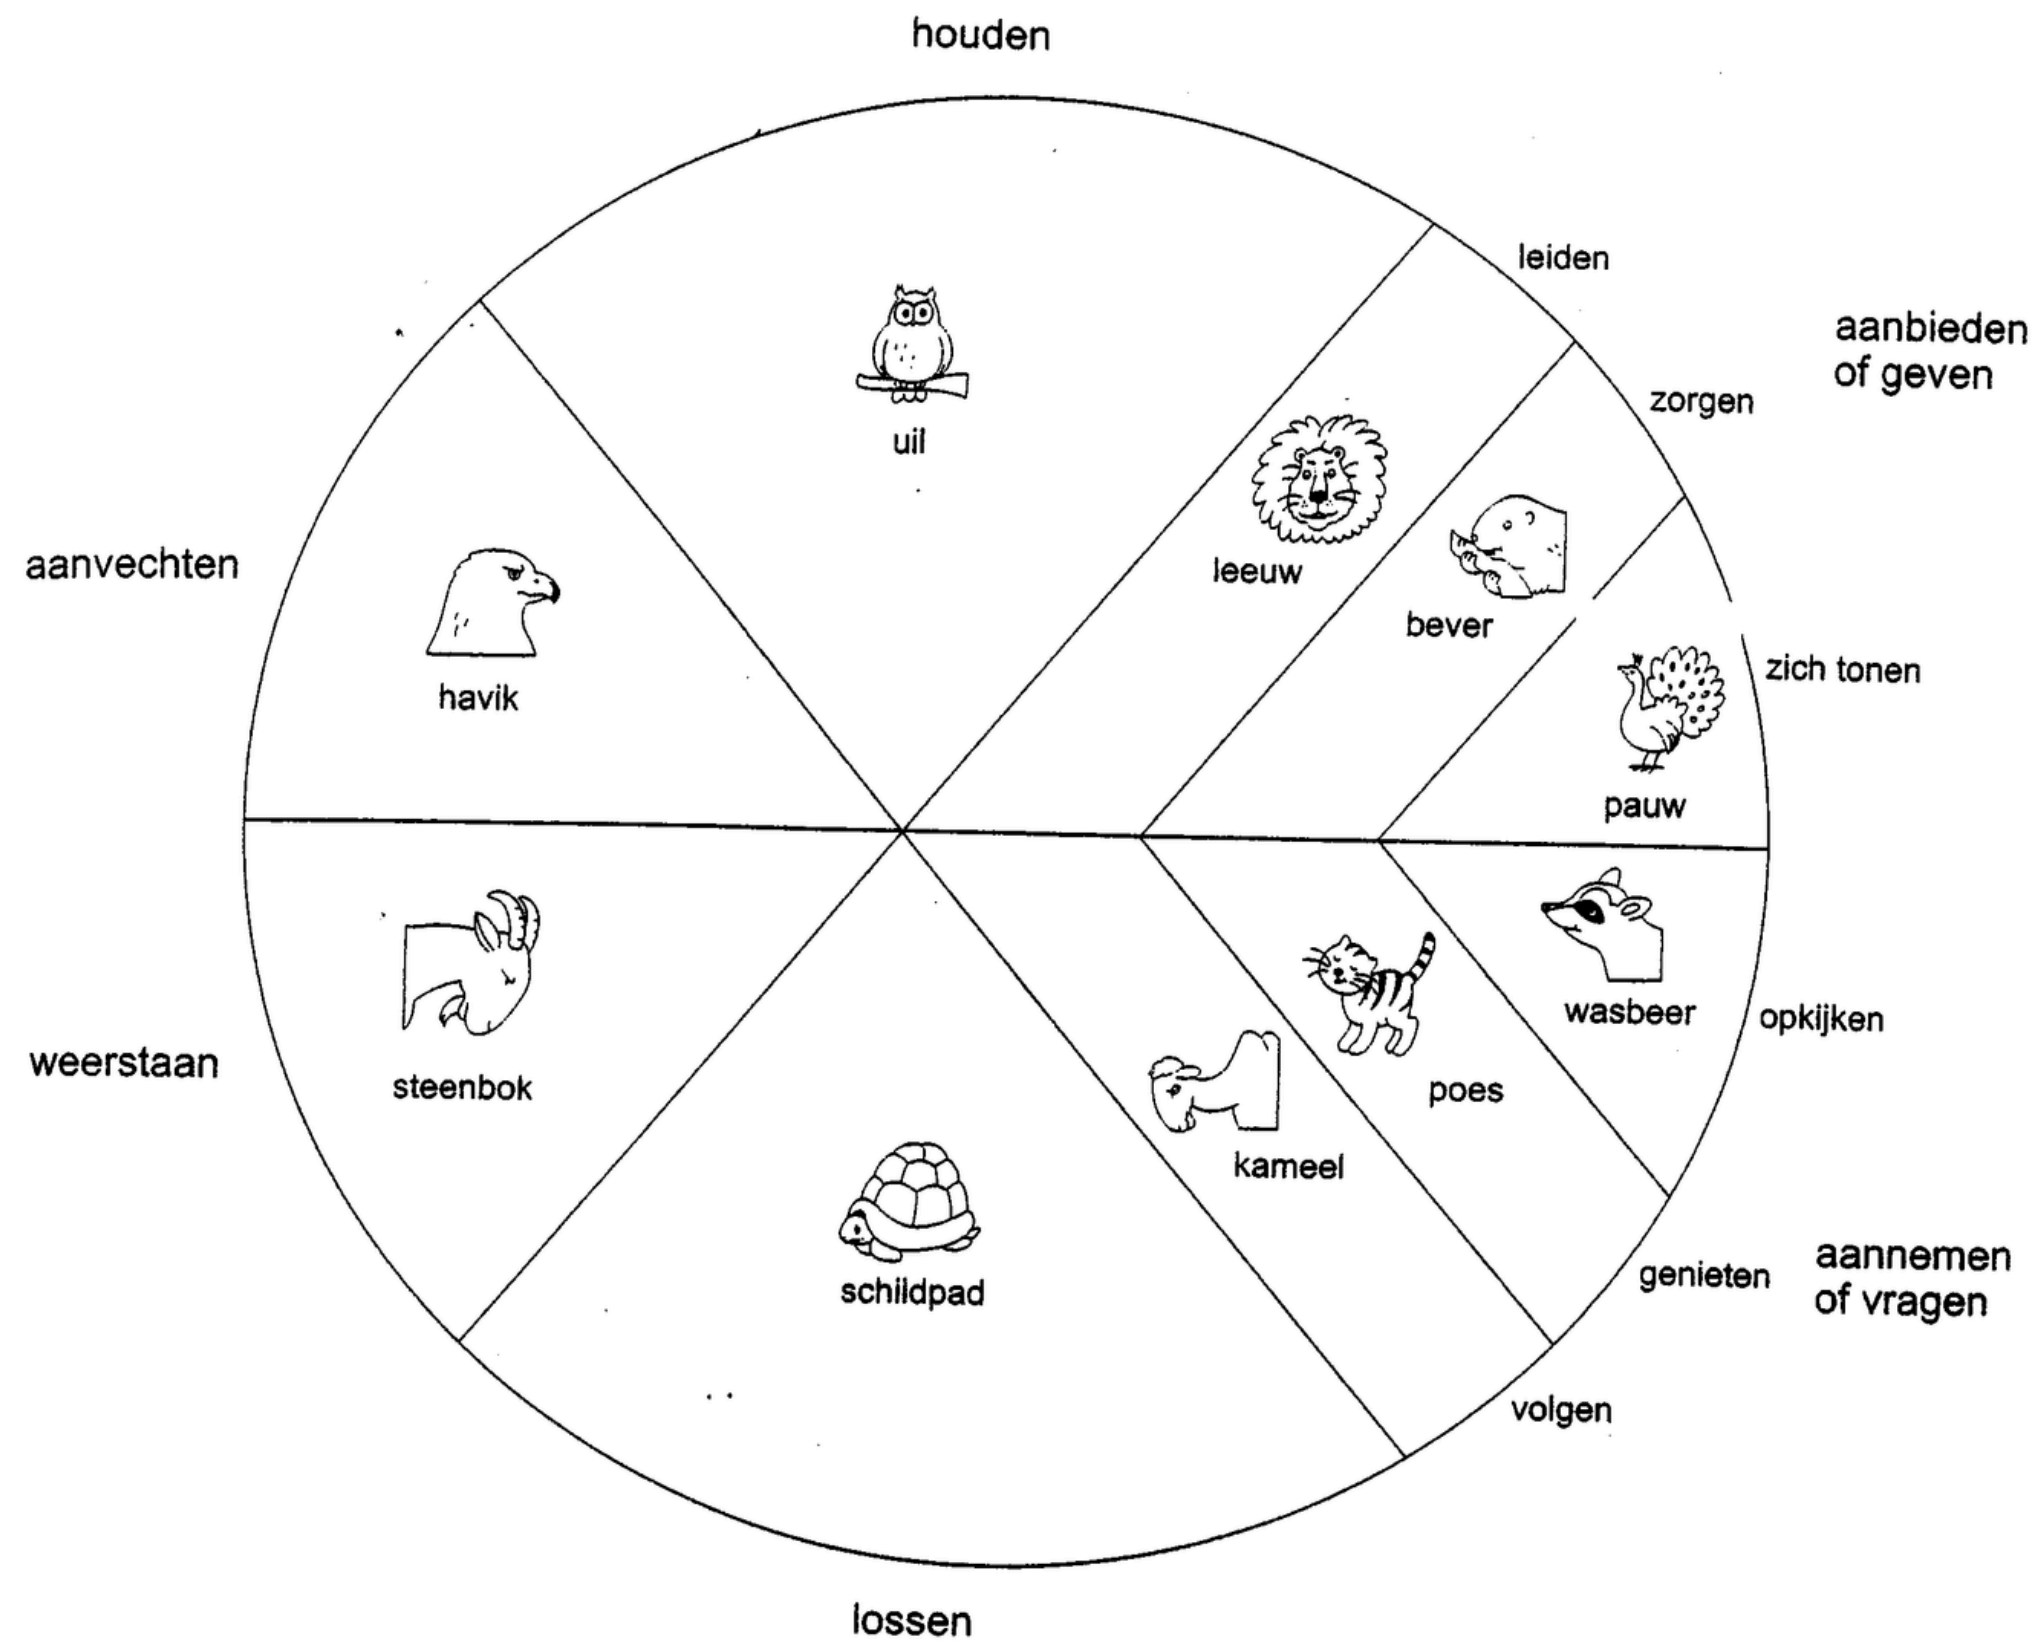 houden
leiden
aanbieden
of geven
zorgen
uil
leeuw
bever
aanvechten
havik
zich tonen
pauw
weerstaan
steenbok
wasbeer
opkijken
poes
kameel
schildpad
genieten
aannemen
of vragen
volgen
lossen